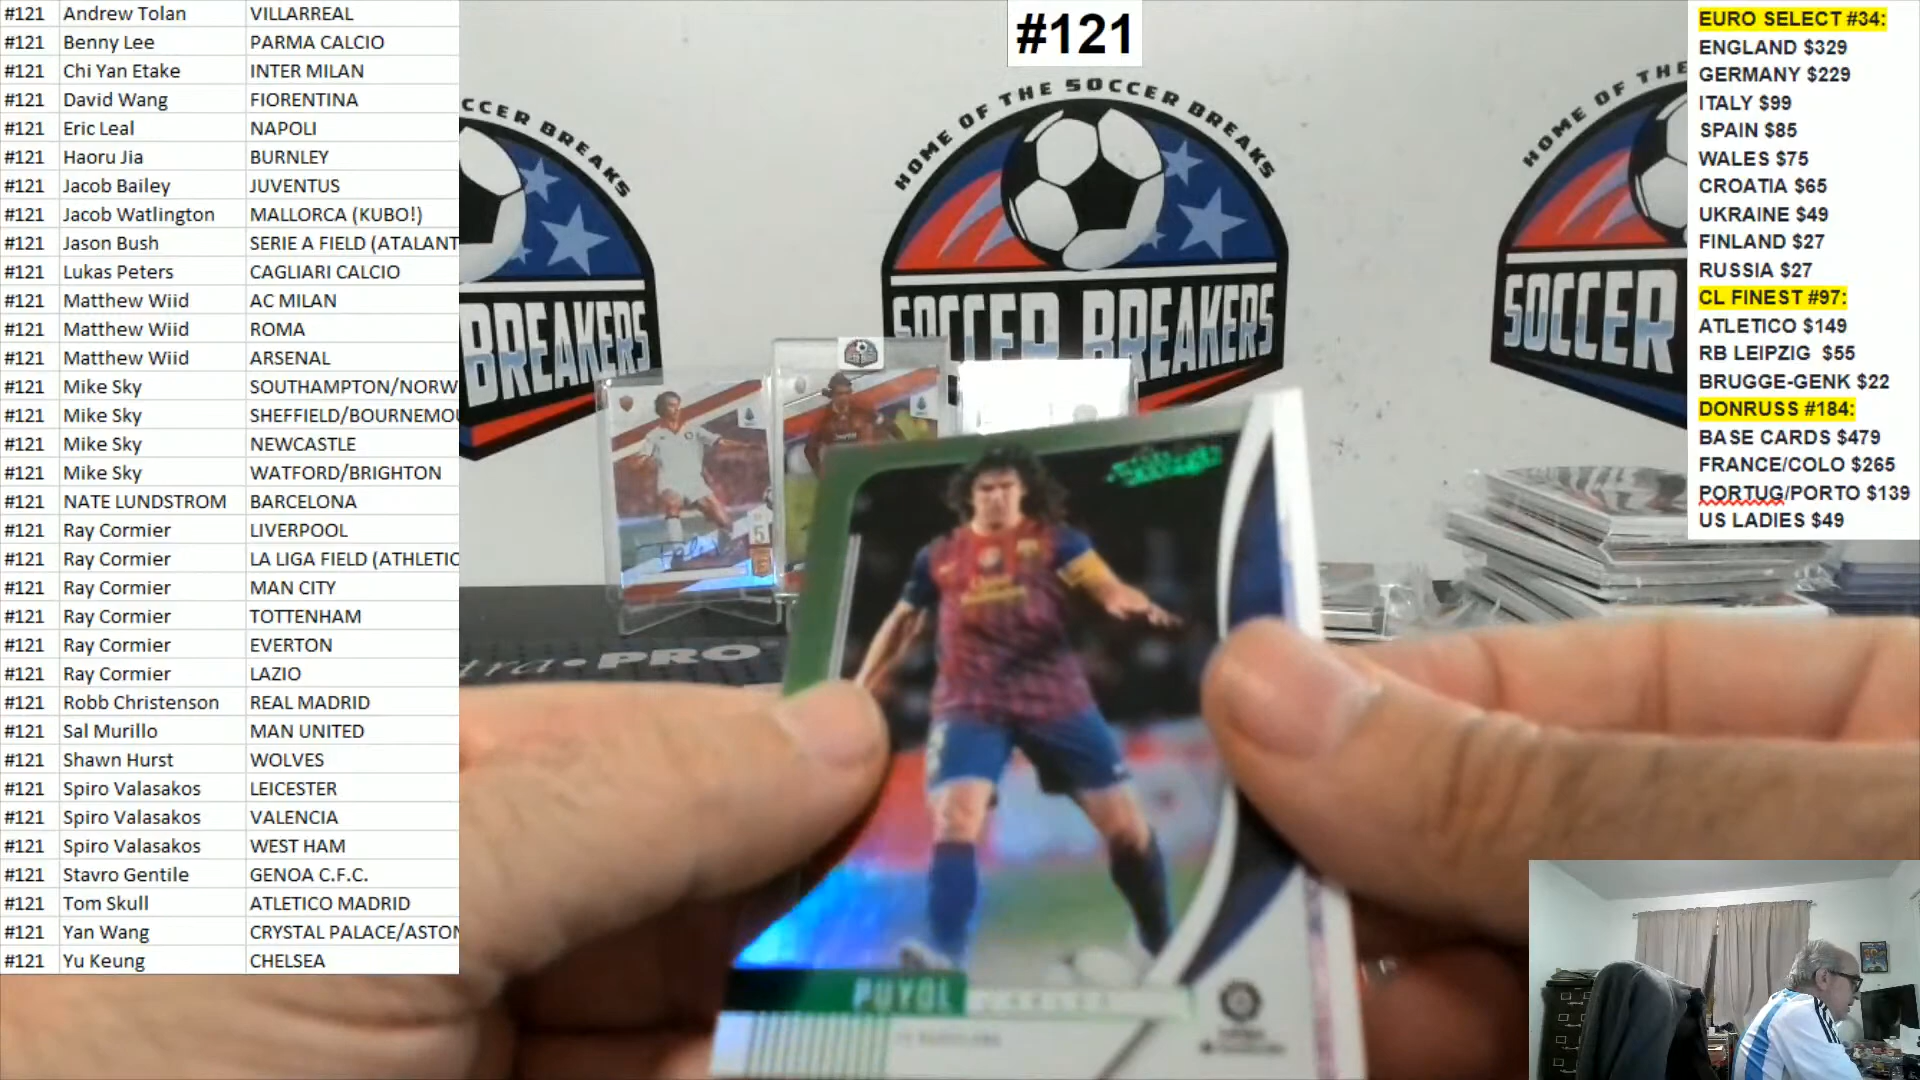 #121 Andrew Tolan VILLARREAL
#121 Benny Lee PARMA CALCIO
#121 Chi Yan Etake INTER MILAN
#121 David Wang FIORENTINA
#121 Eric Leal NAPOLI
#121 Haoru Jia BURNLEY
#121 Jacob Bailey JUVENTUS
#121 Jacob Watlington MALLORCA (KUBO!)
#121 Jason Bush SERIE A FIELD (ATALANT
#121 Lukas Peters CAGLIARI CALCIO
#121 Matthew Wiid AC MILAN
#121 Matthew Wiid ROMA
#121 Matthew Wiid ARSENAL
#121 Mike Sky SOUTHAMPTON/NORW
#121 Mike Sky SHEFFIELD/BOURNEMOU
#121 Mike Sky NEWCASTLE
#121 Mike Sky WATFORD/BRIGHTON
#121 NATE LUNDSTROM BARCELONA
#121 Ray Cormier LIVERPOOL
#121 Ray Cormier LA LIGA FIELD (ATHLETIC
#121 Ray Cormier MAN CITY
#121 Ray Cormier TOTTENHAM
#121 Ray Cormier EVERTON
#121 Ray Cormier LAZIO
#121 Robb Christenson REAL MADRID
#121 Sal Murillo MAN UNITED
#121 Shawn Hurst WOLVES
#121 Spiro Valasakos LEICESTER
#121 Spiro Valasakos VALENCIA
#121 Spiro Valasakos WEST HAM
#121 Stavro Gentile GENOA C.F.C.
#121 Tom Skull ATLETICO MADRID
#121 Yan Wang CRYSTAL PALACE/ASTON
#121 Yu Keung CHELSEA
#121
CCER BREAKS
BREAKERS
HOME OF THE SOCCER BREAKS
SOCCER BREAKERS
HOME OF THE
SOCCER
PRO
PUYOL
CARLES
FC BARCELONA
EURO SELECT #34:
ENGLAND $329
GERMANY $229
ITALY $99
SPAIN $85
WALES $75
CROATIA $65
UKRAINE $49
FINLAND $27
RUSSIA $27
CL FINEST #97:
ATLETICO $149
RB LEIPZIG $55
BRUGGE-GENK $22
DONRUSS #184:
BASE CARDS $479
FRANCE/COLO $265
PORTUG/PORTO $139
US LADIES $49